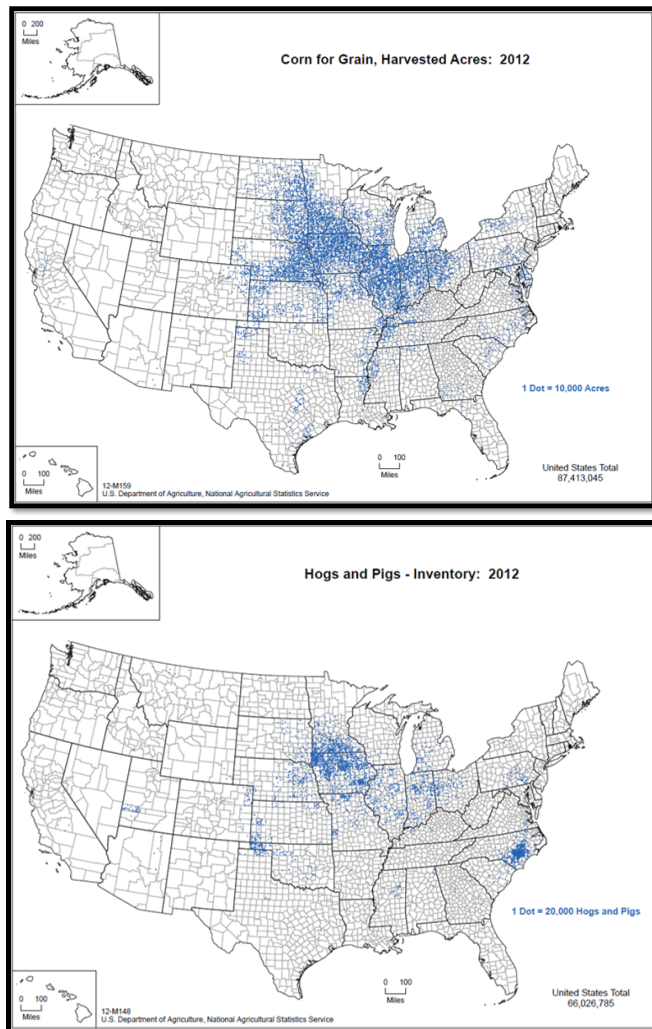 0 200
Miles
Corn for Grain, Harvested Acres: 2012
1 Dot = 10,000 Acres
0 100
Miles
0 100
Miles
United States Total
87,413,045
12-M159
U.S. Department of Agriculture, National Agricultural Statistics Service
0 200
Miles
Hogs and Pigs - Inventory: 2012
1 Dot = 20,000 Hogs and Pigs
0 100
Miles
0 100
Miles
United States Total
66,026,785
12-M148
U.S. Department of Agriculture, National Agricultural Statistics Service